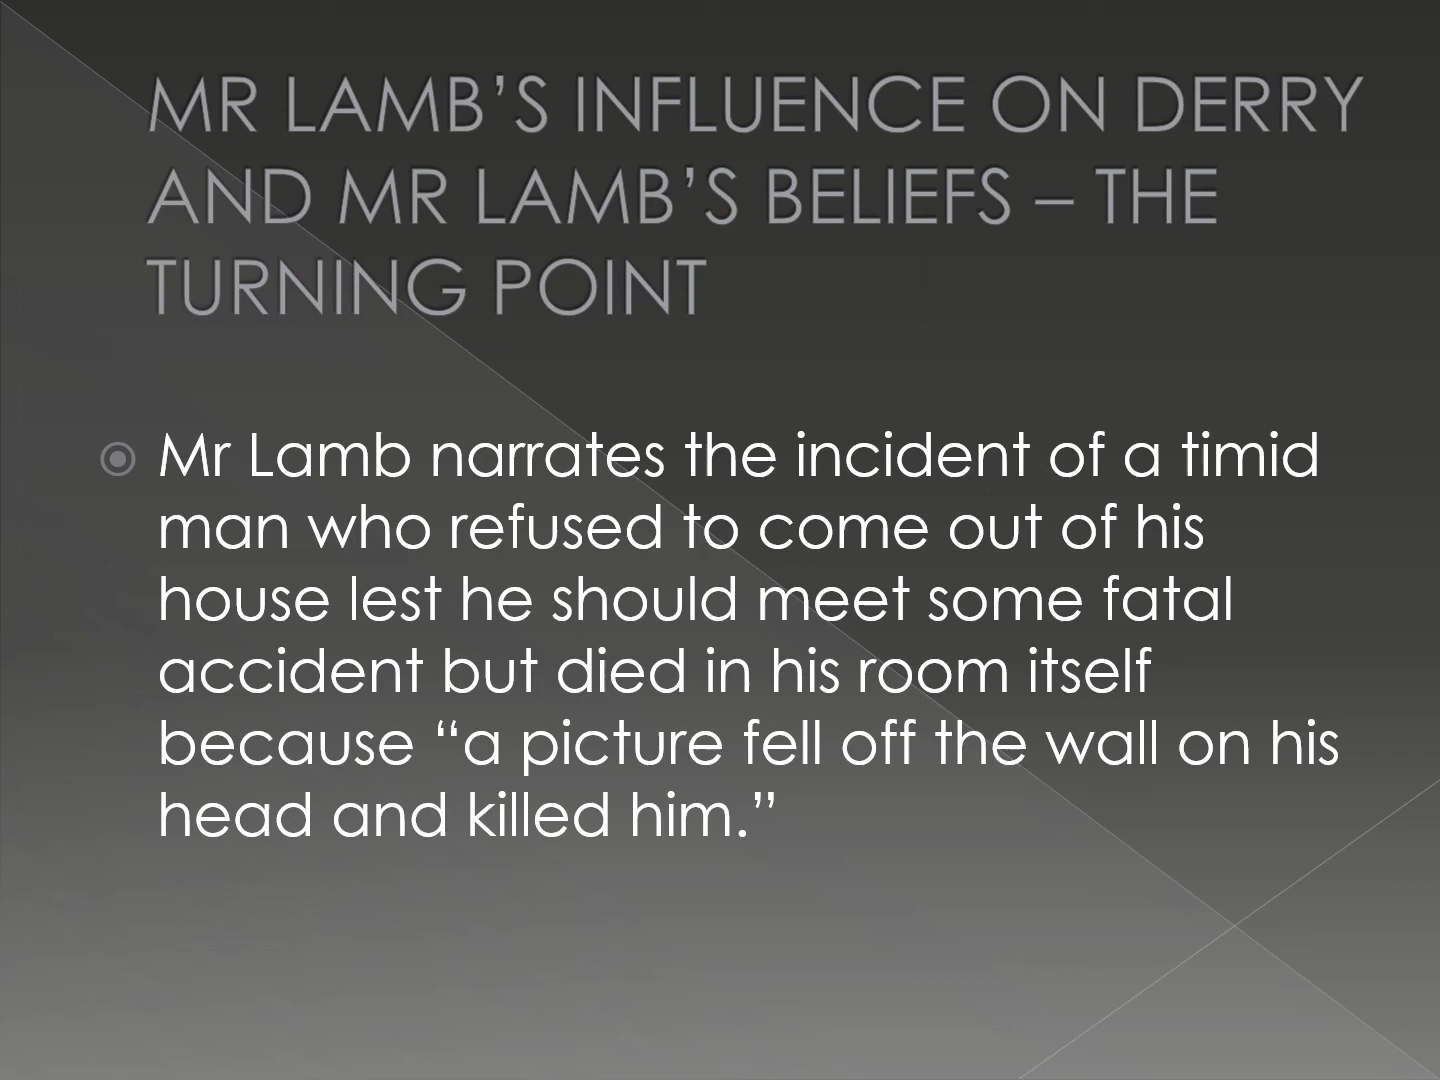 MR LAMB’S INFLUENCE ON DERRY
AND MR LAMB’S BELIEFS – THE
TURNING POINT
Mr Lamb narrates the incident of a timid
man who refused to come out of his
house lest he should meet some fatal
accident but died in his room itself
because “a picture fell off the wall on his
head and killed him.”